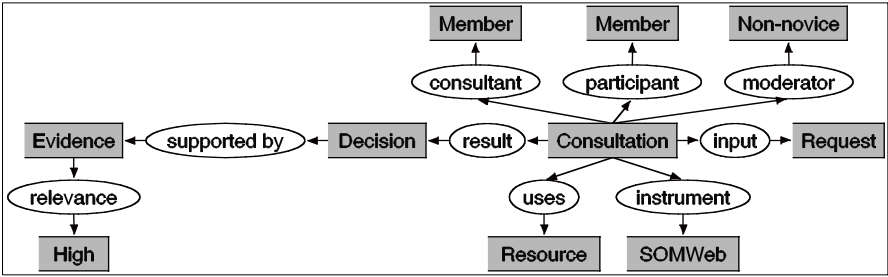 Member Member Non-novice
consultant participant moderator
Evidence supported by Decision result Consultation input Request
relevance uses instrument
High Resource SOMWeb